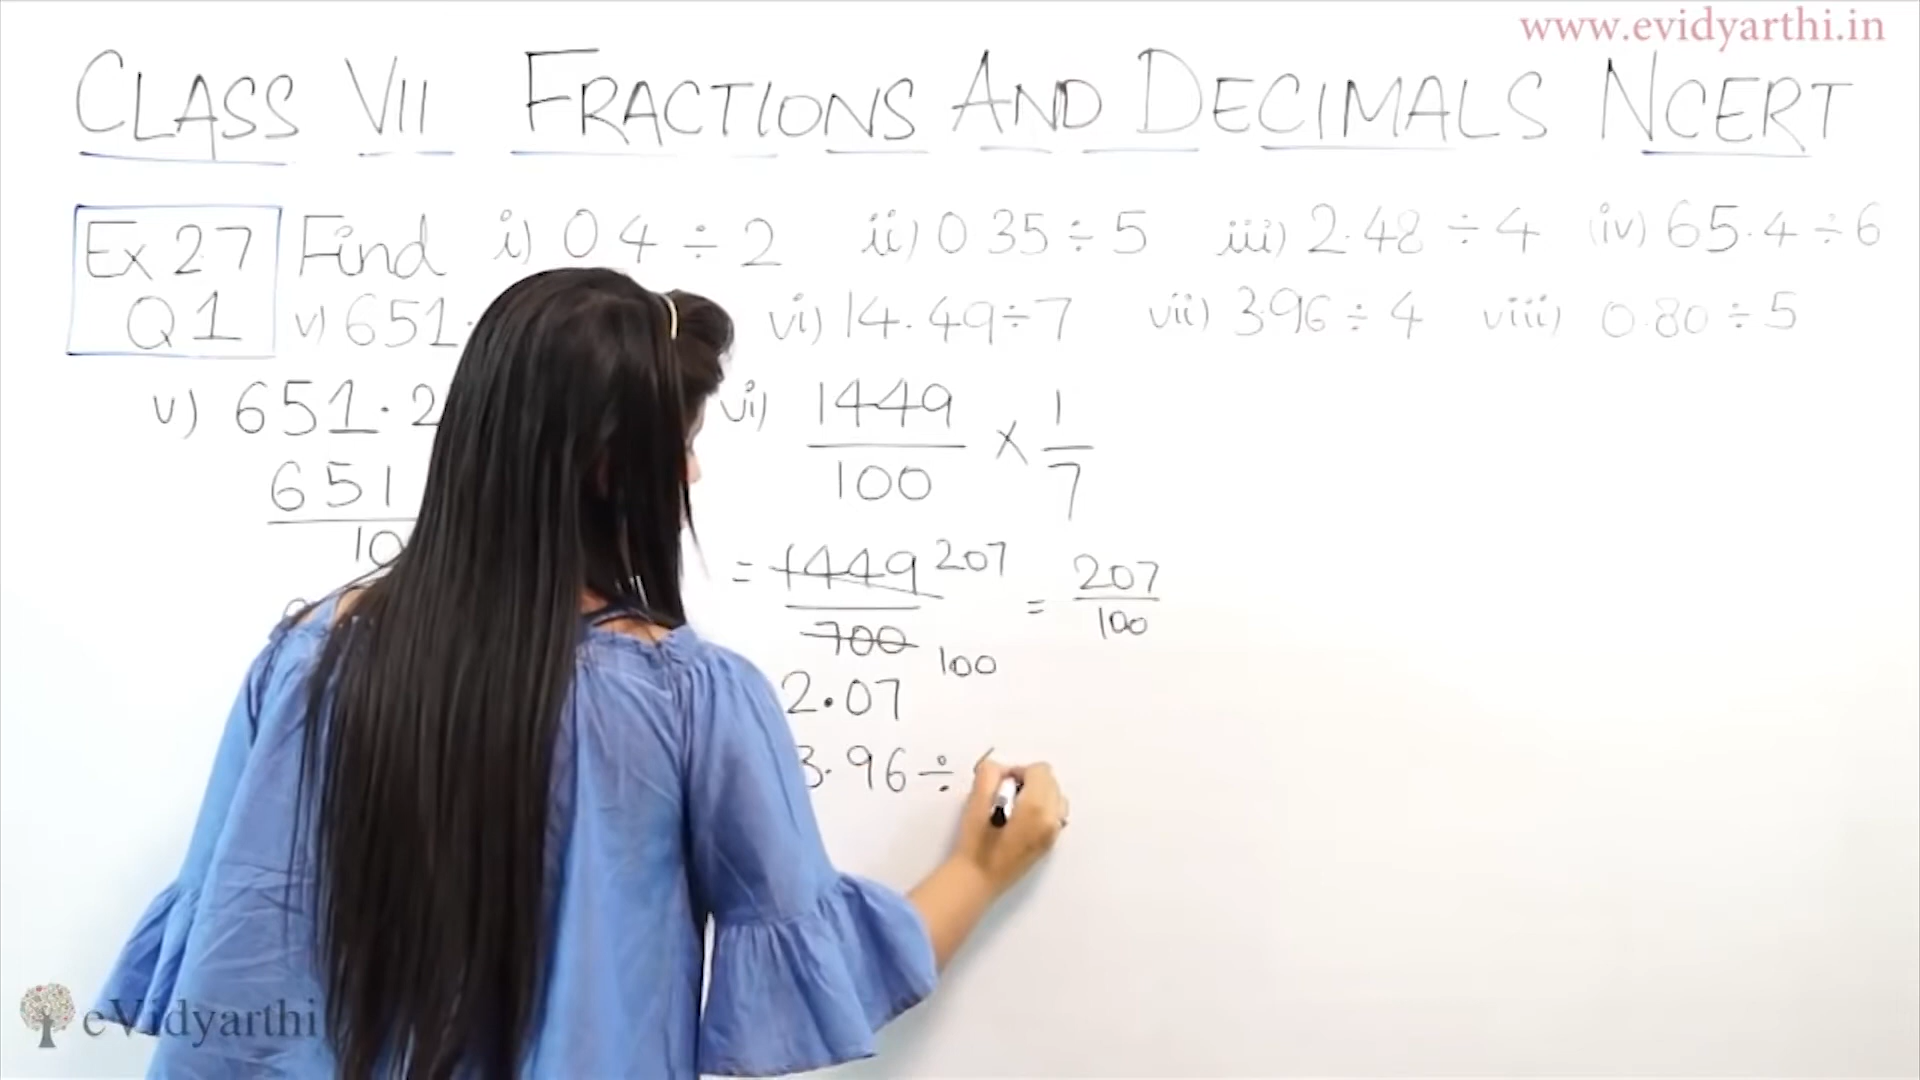 www.evidyarthi.in
CLASS VII FRACTIONS AND DECIMALS NCERT
Ex 2.7 Find i) 0.4 ÷ 2 ii) 0.35 ÷ 5 iii) 2.48 ÷ 4 (iv) 65.4 ÷ 6
Q1 v) 651. vi) 14.49 ÷ 7 vii) 3.96 ÷ 4 viii) 0.80 ÷ 5
v) 651.2 vi) 1449/100 × 1/7
651
10
= 1449 207 / 700 100 = 207/100
2.07
3.96 ÷
eVidyarthi